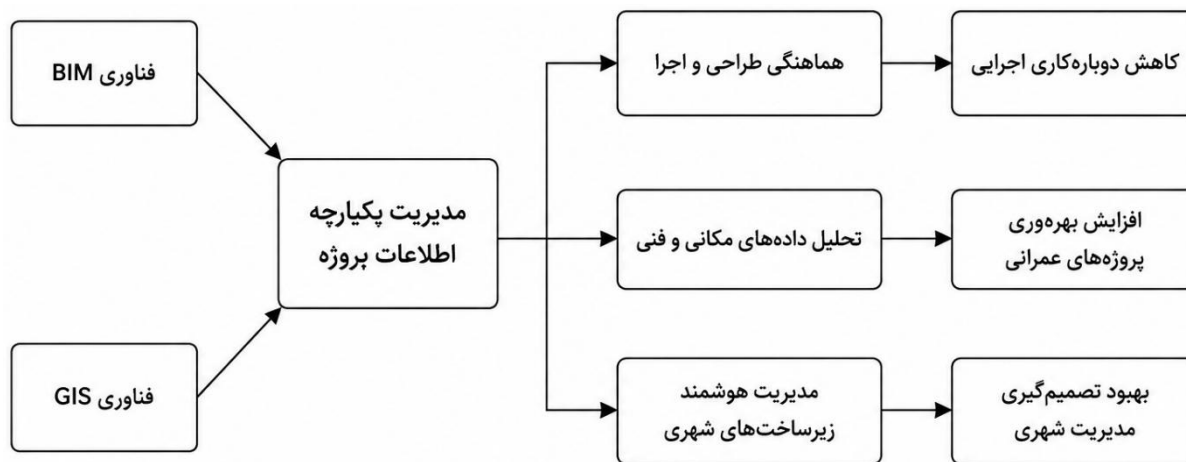 فناوری BIM
فناوری GIS
مدیریت پکیارچه
اطلاعات پروژه
هماهنگی طراحی و اجرا
کاهش دوباره‌کاری اجرایی
تحلیل داده‌های مکانی و فنی
افزایش بهره‌وری
پروژه‌های عمرانی
مدیریت هوشمند
زیرساخت‌های شهری
بهبود تصمیم‌گیری
مدیریت شهری